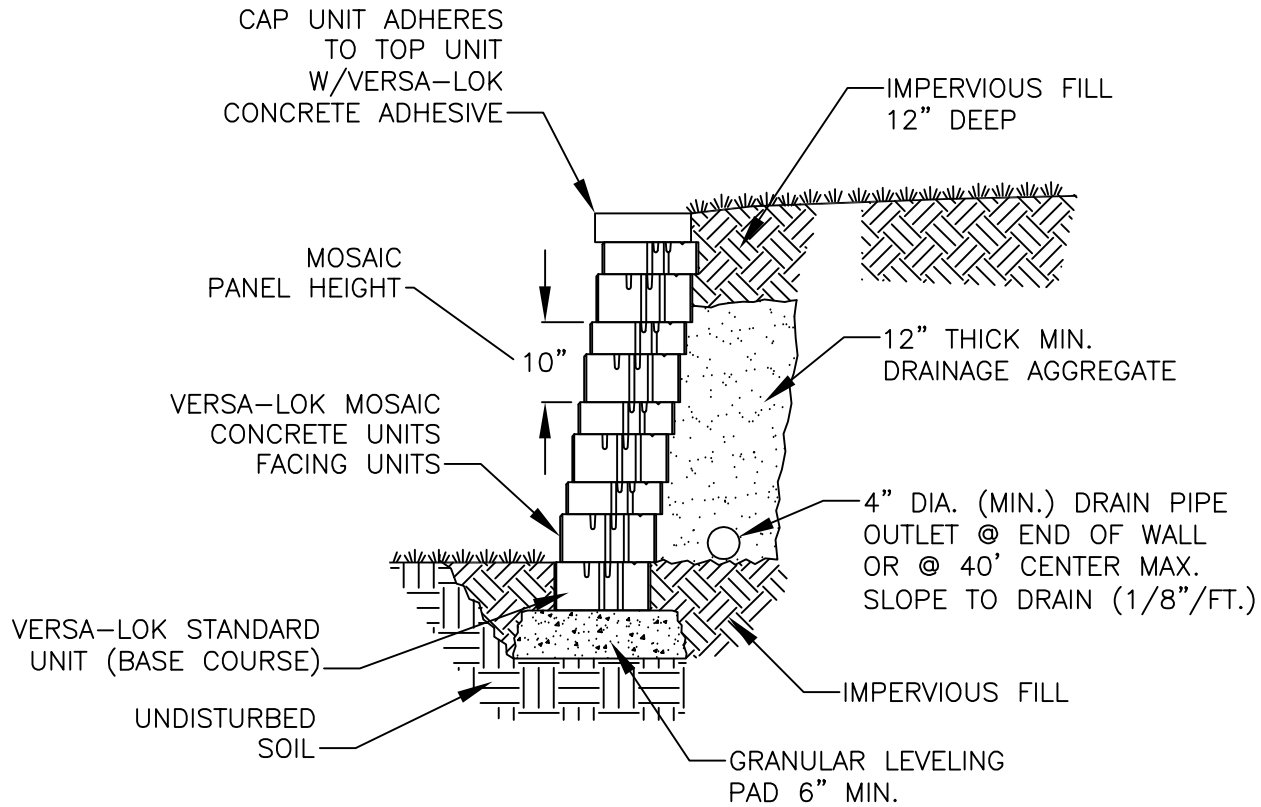 CAP UNIT ADHERES
TO TOP UNIT
W/VERSA-LOK
CONCRETE ADHESIVE
IMPERVIOUS FILL
12" DEEP
MOSAIC
PANEL HEIGHT
10"
12" THICK MIN.
DRAINAGE AGGREGATE
VERSA-LOK MOSAIC
CONCRETE UNITS
FACING UNITS
4" DIA. (MIN.) DRAIN PIPE
OUTLET @ END OF WALL
OR @ 40' CENTER MAX.
SLOPE TO DRAIN (1/8"/FT.)
VERSA-LOK STANDARD
UNIT (BASE COURSE)
IMPERVIOUS FILL
UNDISTURBED
SOIL
GRANULAR LEVELING
PAD 6" MIN.